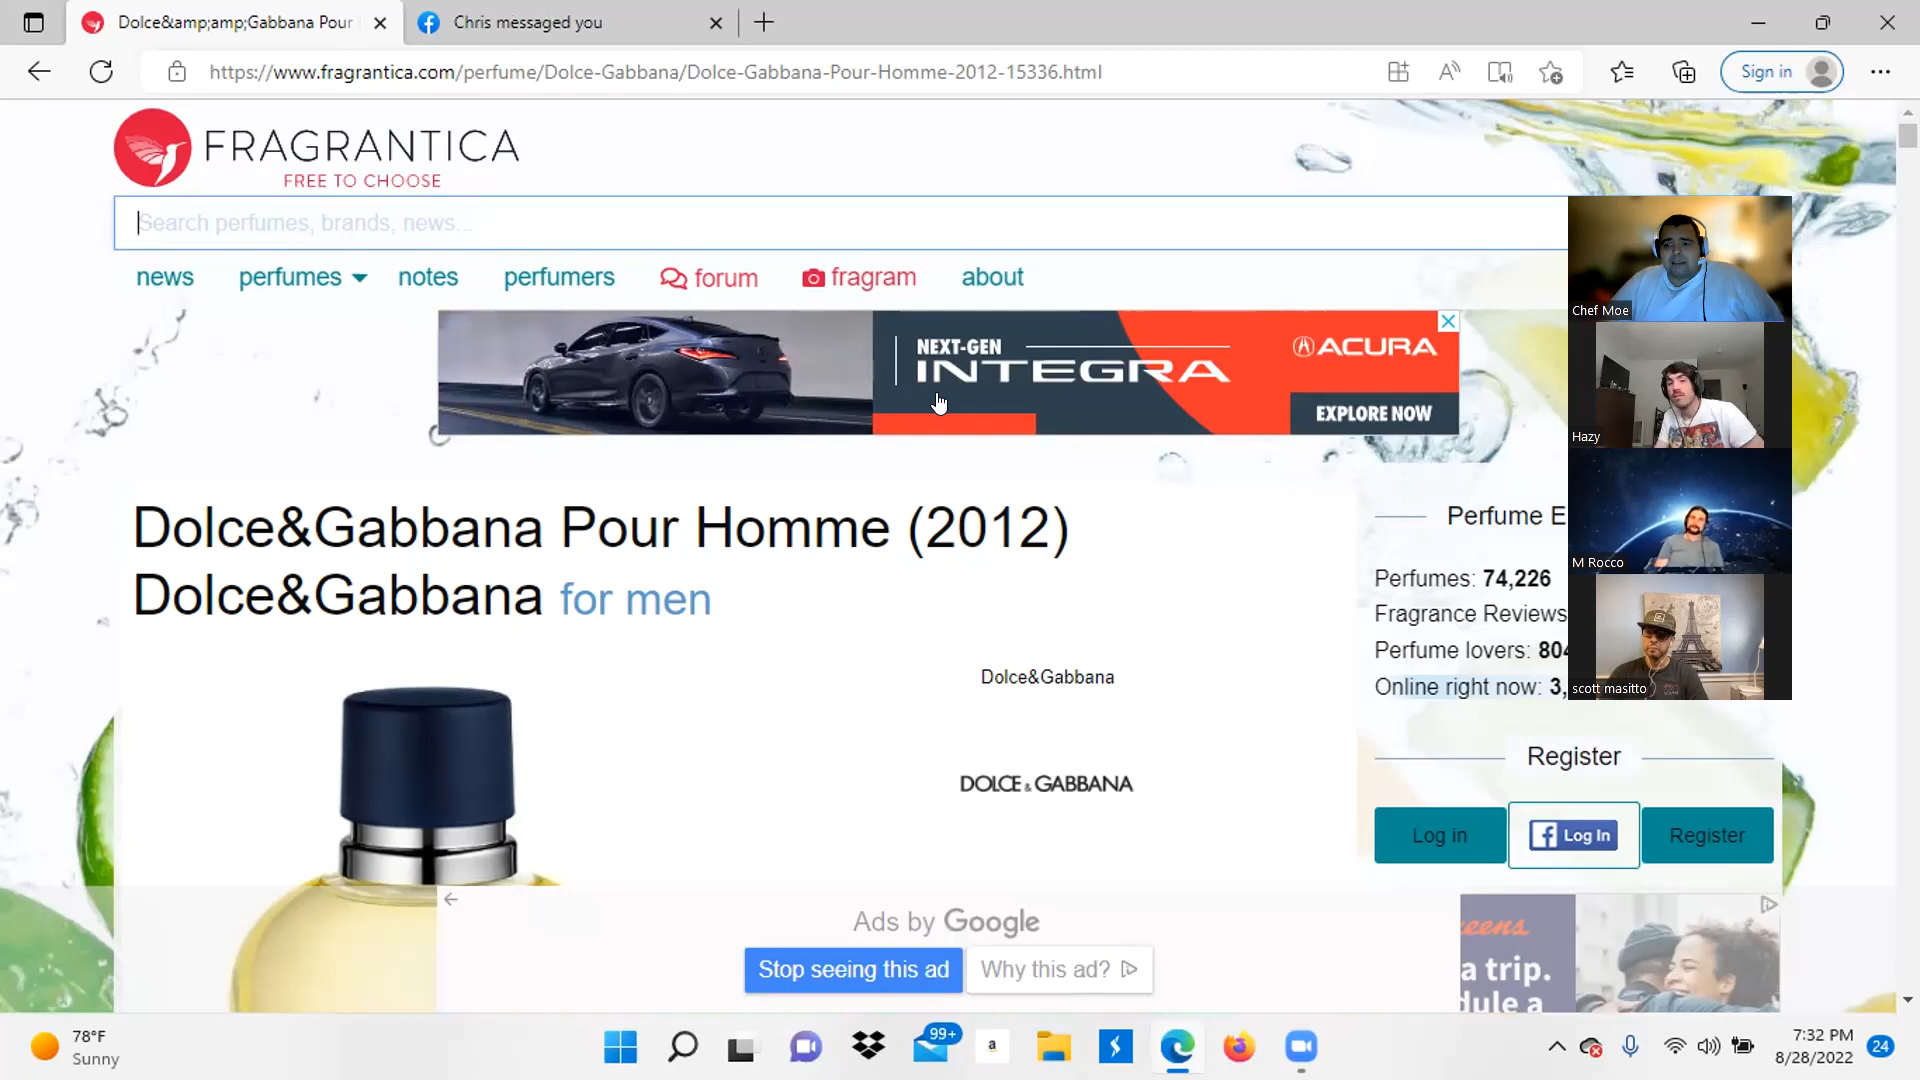 Dolce&amp;amp;Gabbana Pour
Chris messaged you
https://www.fragrantica.com/perfume/Dolce-Gabbana/Dolce-Gabbana-Pour-Homme-2012-15336.html
Sign in
FRAGRANTICA
FREE TO CHOOSE
Search perfumes, brands, news...
news perfumes notes perfumers forum fragram about
NEXT-GEN
INTEGRA
ACURA
EXPLORE NOW
Chef Moe
Hazy
M Rocco
scott masitto
Dolce&Gabbana Pour Homme (2012)
Dolce&Gabbana for men
Dolce&Gabbana
DOLCE & GABBANA
Perfume E
Perfumes: 74,226
Fragrance Reviews
Perfume lovers: 804
Online right now: 3,
Register
Log in
Log In
Register
Ads by Google
Stop seeing this ad
Why this ad?
eens
a trip.
dule a
78°F
Sunny
99+
a
7:32 PM
8/28/2022
24